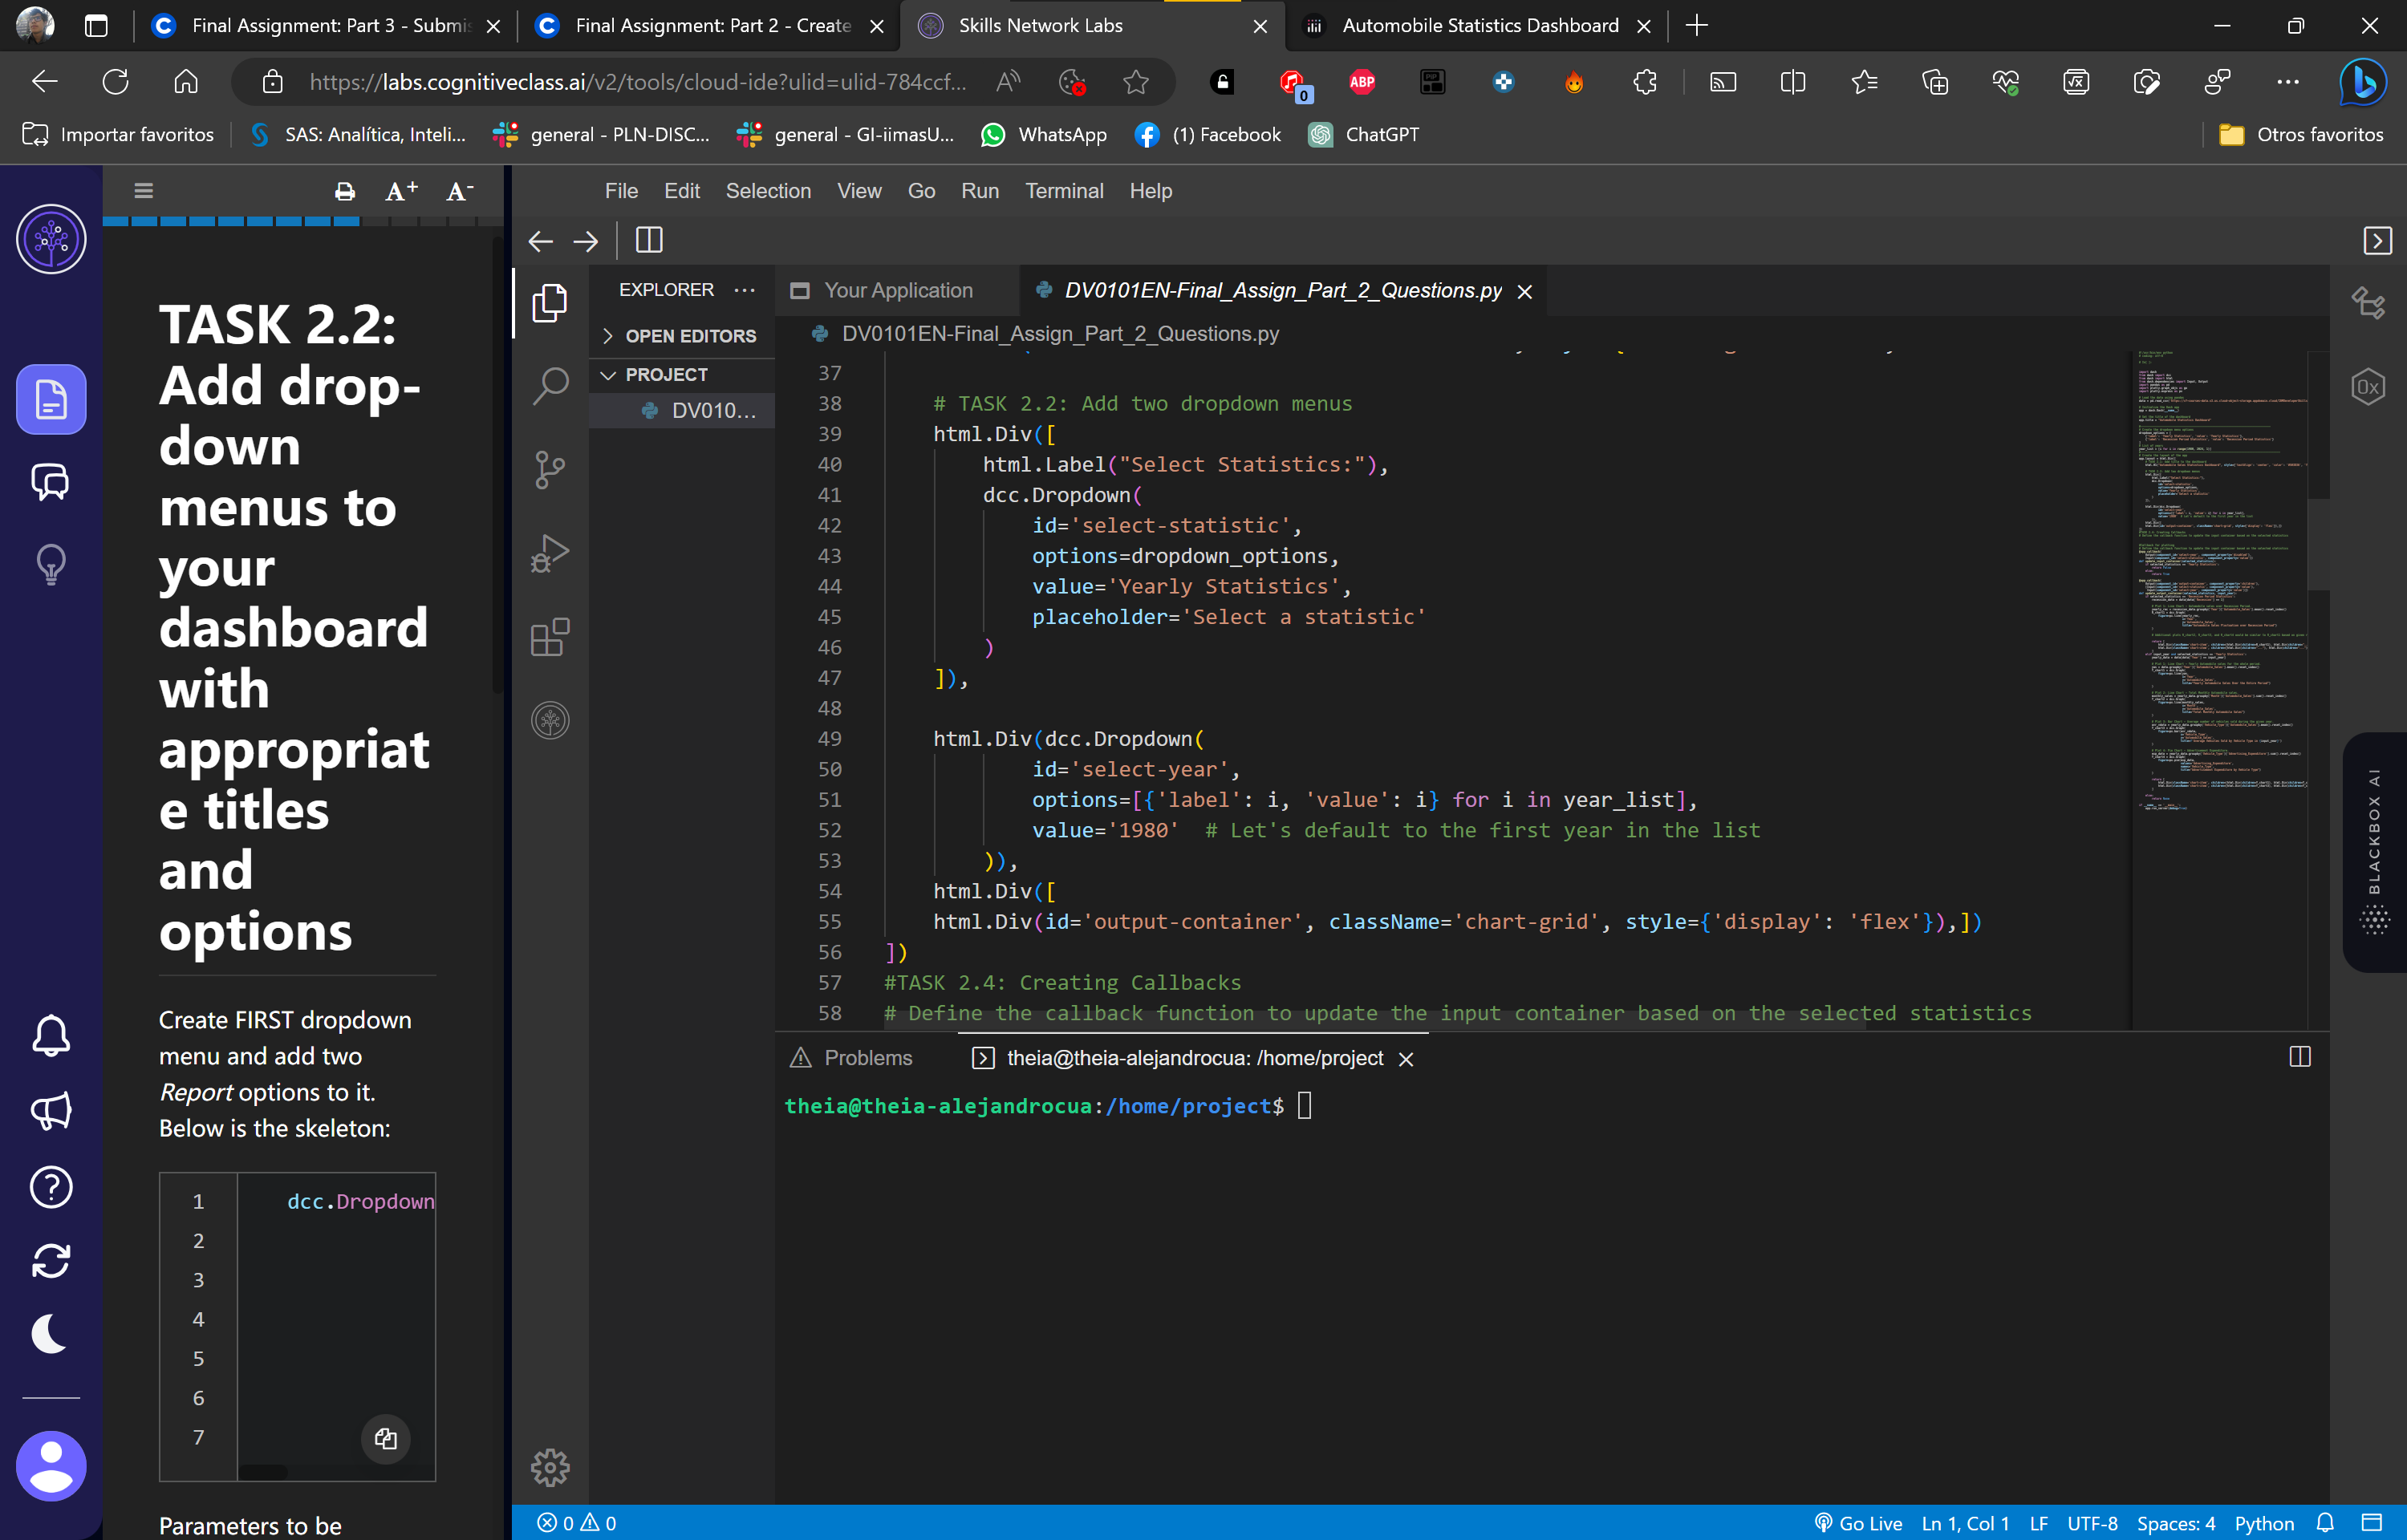 Final Assignment: Part 3 - Submis
Final Assignment: Part 2 - Create
Skills Network Labs
Automobile Statistics Dashboard
https://labs.cognitiveclass.ai/v2/tools/cloud-ide?ulid=ulid-784ccf...
ABP
0
Importar favoritos
SAS: Analítica, Inteli...
general - PLN-DISC...
general - GI-iimasU...
WhatsApp
(1) Facebook
ChatGPT
Otros favoritos
A+ A-
TASK 2.2:
Add drop-
down
menus to
your
dashboard
with
appropriat
e titles
and
options
Create FIRST dropdown
menu and add two
Report options to it.
Below is the skeleton:
1 dcc.Dropdown
2
3
4
5
6
7
Parameters to be
File Edit Selection View Go Run Terminal Help
EXPLORER ...
OPEN EDITORS
PROJECT
DV010...
Your Application
DV0101EN-Final_Assign_Part_2_Questions.py
DV0101EN-Final_Assign_Part_2_Questions.py
37
38 # TASK 2.2: Add two dropdown menus
39 html.Div([
40 html.Label("Select Statistics:"),
41 dcc.Dropdown(
42 id='select-statistic',
43 options=dropdown_options,
44 value='Yearly Statistics',
45 placeholder='Select a statistic'
46 )
47 ]),
48
49 html.Div(dcc.Dropdown(
50 id='select-year',
51 options=[{'label': i, 'value': i} for i in year_list],
52 value='1980'  # Let's default to the first year in the list
53 )),
54 html.Div([
55 html.Div(id='output-container', className='chart-grid', style={'display': 'flex'}),])
56 ])
57 #TASK 2.4: Creating Callbacks
58 # Define the callback function to update the input container based on the selected statistics
0x
BLACKBOX AI
Problems
theia@theia-alejandrocua: /home/project
theia@theia-alejandrocua:/home/project$
0 0
Go Live
Ln 1, Col 1
LF
UTF-8
Spaces: 4
Python